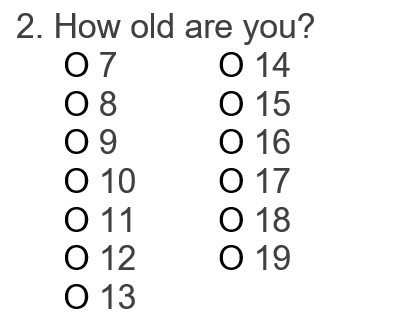 2. How old are you?
O 7
O 8
O 9
O 10
O 11
O 12
O 13
O 14
O 15
O 16
O 17
O 18
O 19